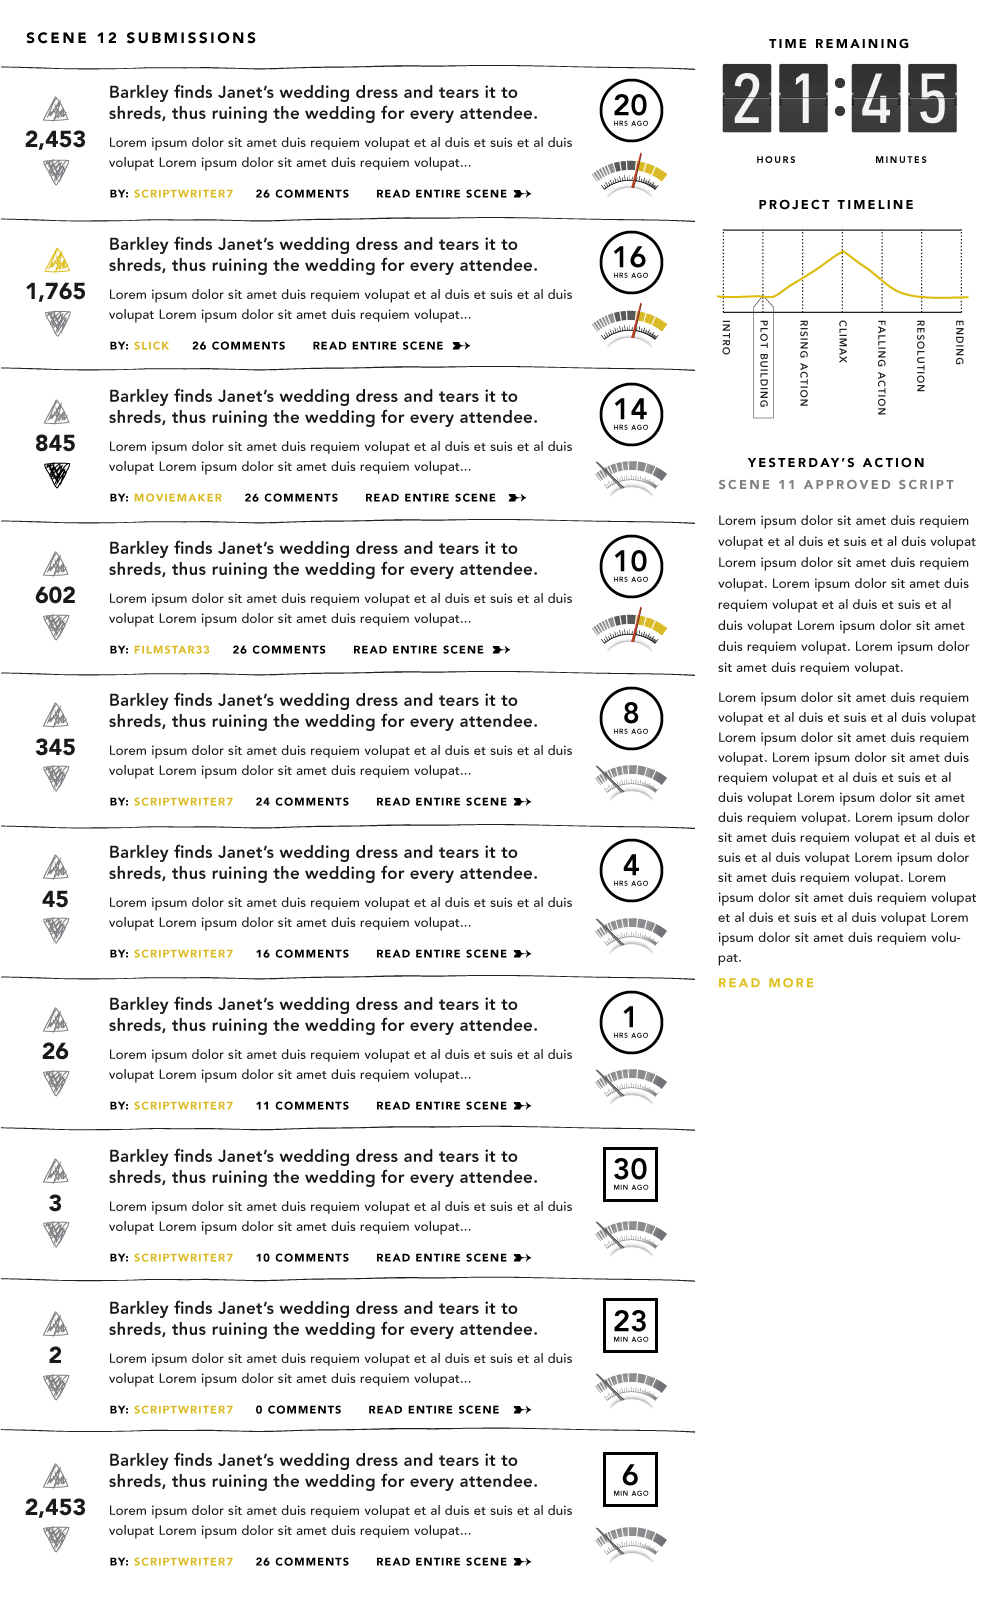 SCENE 12 SUBMISSIONS
2,453
Barkley finds Janet's wedding dress and tears it to
shreds, thus ruining the wedding for every attendee.
Lorem ipsum dolor sit amet duis requiem volupat et al duis et suis et al duis
volupat Lorem ipsum dolor sit amet duis requiem volupat...
BY: SCRIPTWRITER7 26 COMMENTS READ ENTIRE SCENE
20
HRS AGO
1,765
Barkley finds Janet's wedding dress and tears it to
shreds, thus ruining the wedding for every attendee.
Lorem ipsum dolor sit amet duis requiem volupat et al duis et suis et al duis
volupat Lorem ipsum dolor sit amet duis requiem volupat...
BY: SLICK 26 COMMENTS READ ENTIRE SCENE
16
HRS AGO
845
Barkley finds Janet's wedding dress and tears it to
shreds, thus ruining the wedding for every attendee.
Lorem ipsum dolor sit amet duis requiem volupat et al duis et suis et al duis
volupat Lorem ipsum dolor sit amet duis requiem volupat...
BY: MOVIEMAKER 26 COMMENTS READ ENTIRE SCENE
14
HRS AGO
602
Barkley finds Janet's wedding dress and tears it to
shreds, thus ruining the wedding for every attendee.
Lorem ipsum dolor sit amet duis requiem volupat et al duis et suis et al duis
volupat Lorem ipsum dolor sit amet duis requiem volupat...
BY: FILMSTAR33 26 COMMENTS READ ENTIRE SCENE
10
HRS AGO
345
Barkley finds Janet's wedding dress and tears it to
shreds, thus ruining the wedding for every attendee.
Lorem ipsum dolor sit amet duis requiem volupat et al duis et suis et al duis
volupat Lorem ipsum dolor sit amet duis requiem volupat...
BY: SCRIPTWRITER7 24 COMMENTS READ ENTIRE SCENE
8
HRS AGO
45
Barkley finds Janet's wedding dress and tears it to
shreds, thus ruining the wedding for every attendee.
Lorem ipsum dolor sit amet duis requiem volupat et al duis et suis et al duis
volupat Lorem ipsum dolor sit amet duis requiem volupat...
BY: SCRIPTWRITER7 16 COMMENTS READ ENTIRE SCENE
4
HRS AGO
26
Barkley finds Janet's wedding dress and tears it to
shreds, thus ruining the wedding for every attendee.
Lorem ipsum dolor sit amet duis requiem volupat et al duis et suis et al duis
volupat Lorem ipsum dolor sit amet duis requiem volupat...
BY: SCRIPTWRITER7 11 COMMENTS READ ENTIRE SCENE
1
HRS AGO
3
Barkley finds Janet's wedding dress and tears it to
shreds, thus ruining the wedding for every attendee.
Lorem ipsum dolor sit amet duis requiem volupat et al duis et suis et al duis
volupat Lorem ipsum dolor sit amet duis requiem volupat...
BY: SCRIPTWRITER7 10 COMMENTS READ ENTIRE SCENE
30
MIN AGO
2
Barkley finds Janet's wedding dress and tears it to
shreds, thus ruining the wedding for every attendee.
Lorem ipsum dolor sit amet duis requiem volupat et al duis et suis et al duis
volupat Lorem ipsum dolor sit amet duis requiem volupat...
BY: SCRIPTWRITER7 0 COMMENTS READ ENTIRE SCENE
23
MIN AGO
2,453
Barkley finds Janet's wedding dress and tears it to
shreds, thus ruining the wedding for every attendee.
Lorem ipsum dolor sit amet duis requiem volupat et al duis et suis et al duis
volupat Lorem ipsum dolor sit amet duis requiem volupat...
BY: SCRIPTWRITER7 26 COMMENTS READ ENTIRE SCENE
6
MIN AGO
TIME REMAINING
21:45
HOURS MINUTES
PROJECT TIMELINE
INTRO
PLOT BUILDING
RISING ACTION
CLIMAX
FALLING ACTION
RESOLUTION
ENDING
YESTERDAY'S ACTION
SCENE 11 APPROVED SCRIPT
Lorem ipsum dolor sit amet duis requiem
volupat et al duis et suis et al duis volupat
Lorem ipsum dolor sit amet duis requiem
volupat. Lorem ipsum dolor sit amet duis
requiem volupat et al duis et suis et al
duis volupat Lorem ipsum dolor sit amet
duis requiem volupat. Lorem ipsum dolor
sit amet duis requiem volupat.
Lorem ipsum dolor sit amet duis requiem
volupat et al duis et suis et al duis volupat
Lorem ipsum dolor sit amet duis requiem
volupat. Lorem ipsum dolor sit amet duis
requiem volupat et al duis et suis et al
duis volupat Lorem ipsum dolor sit amet
duis requiem volupat. Lorem ipsum dolor
sit amet duis requiem volupat et al duis et
suis et al duis volupat Lorem ipsum dolor
sit amet duis requiem volupat. Lorem
ipsum dolor sit amet duis requiem volupat
et al duis et suis et al duis volupat Lorem
ipsum dolor sit amet duis requiem volu-
pat.
READ MORE